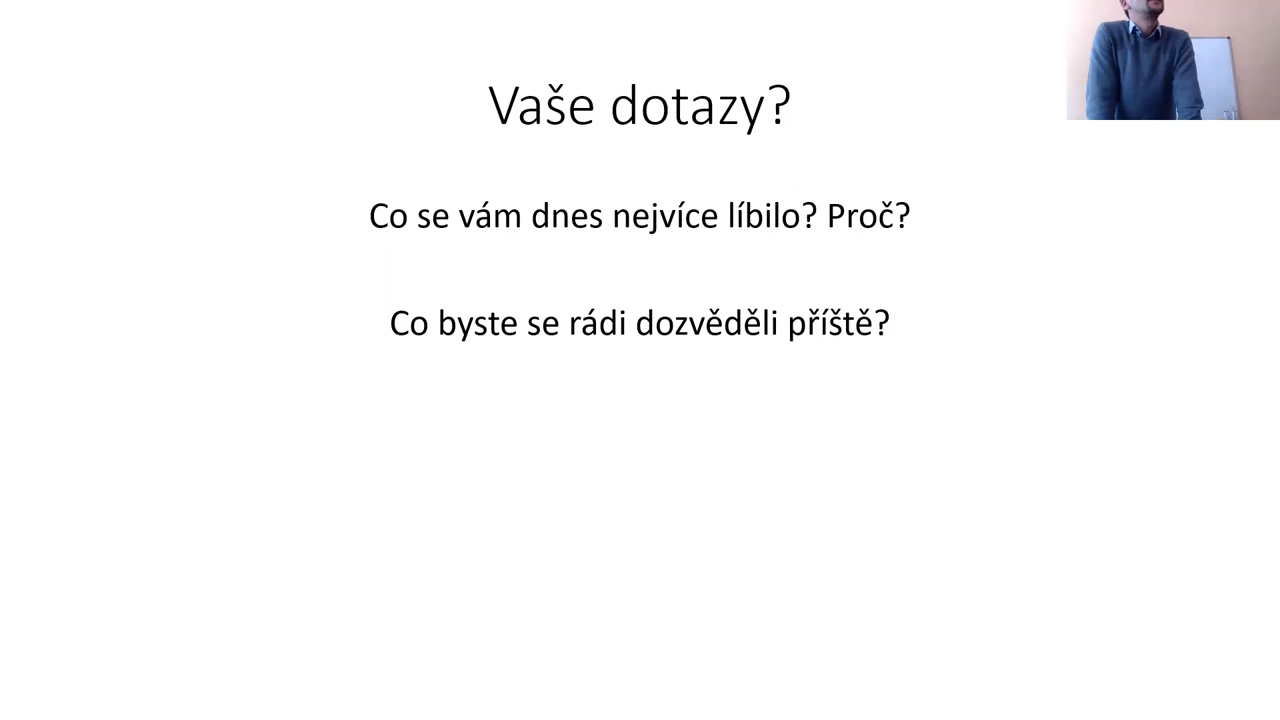 Vaše dotazy?
Co se vám dnes nejvíce líbilo? Proč?
Co byste se rádi dozvěděli příště?